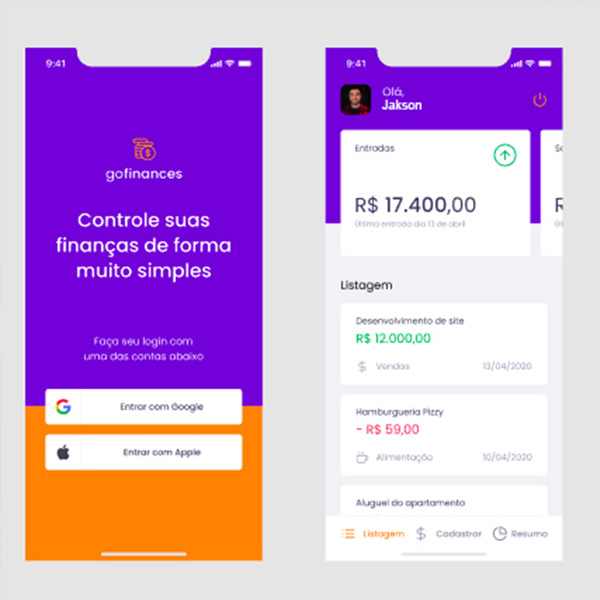 9:41
gofinances
Controle suas
finanças de forma
muito simples
Faça seu login com
uma das contas abaixo
Entrar com Google
Entrar com Apple
9:41
Olá,
Jakson
Entradas
R$ 17.400,00
Última entrada dia 13 de abril
Listagem
Desenvolvimento de site
R$ 12.000,00
$ Vendas 13/04/2020
Hamburgueria Pizzy
- R$ 59,00
Alimentação 10/04/2020
Aluguel do apartamento
Listagem $ Cadastrar Resumo